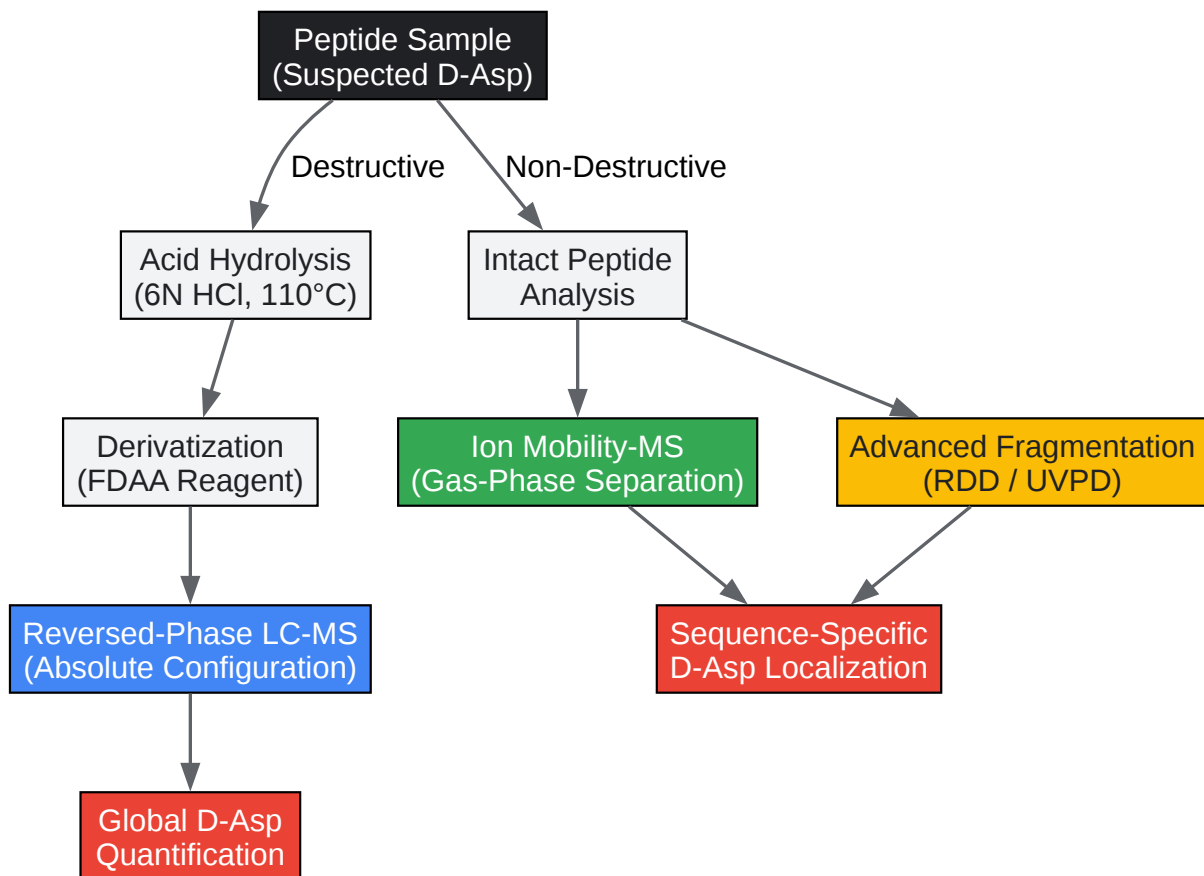 Peptide Sample
(Suspected D-Asp)
Destructive
Non-Destructive
Acid Hydrolysis
(6N HCl, 110°C)
Intact Peptide
Analysis
Derivatization
(FDAA Reagent)
Ion Mobility-MS
(Gas-Phase Separation)
Advanced Fragmentation
(RDD / UVPD)
Reversed-Phase LC-MS
(Absolute Configuration)
Sequence-Specific
D-Asp Localization
Global D-Asp
Quantification